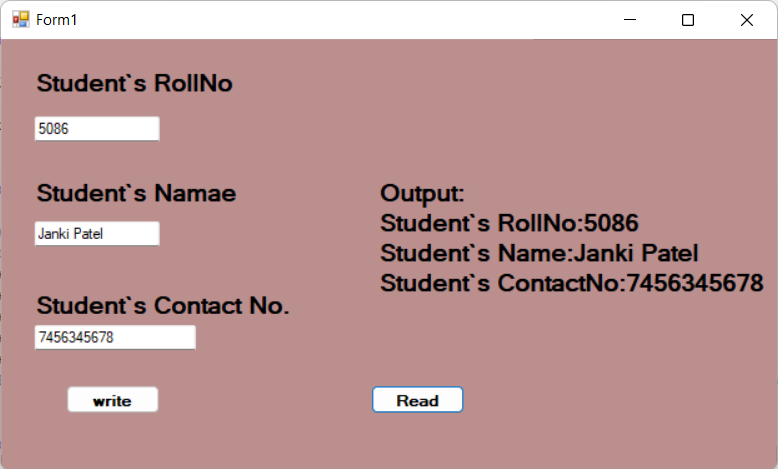 Form1
Student`s RollNo
5086
Student`s Namae
Janki Patel
Student`s Contact No.
7456345678
write
Output:
Student`s RollNo:5086
Student`s Name:Janki Patel
Student`s ContactNo:7456345678
Read